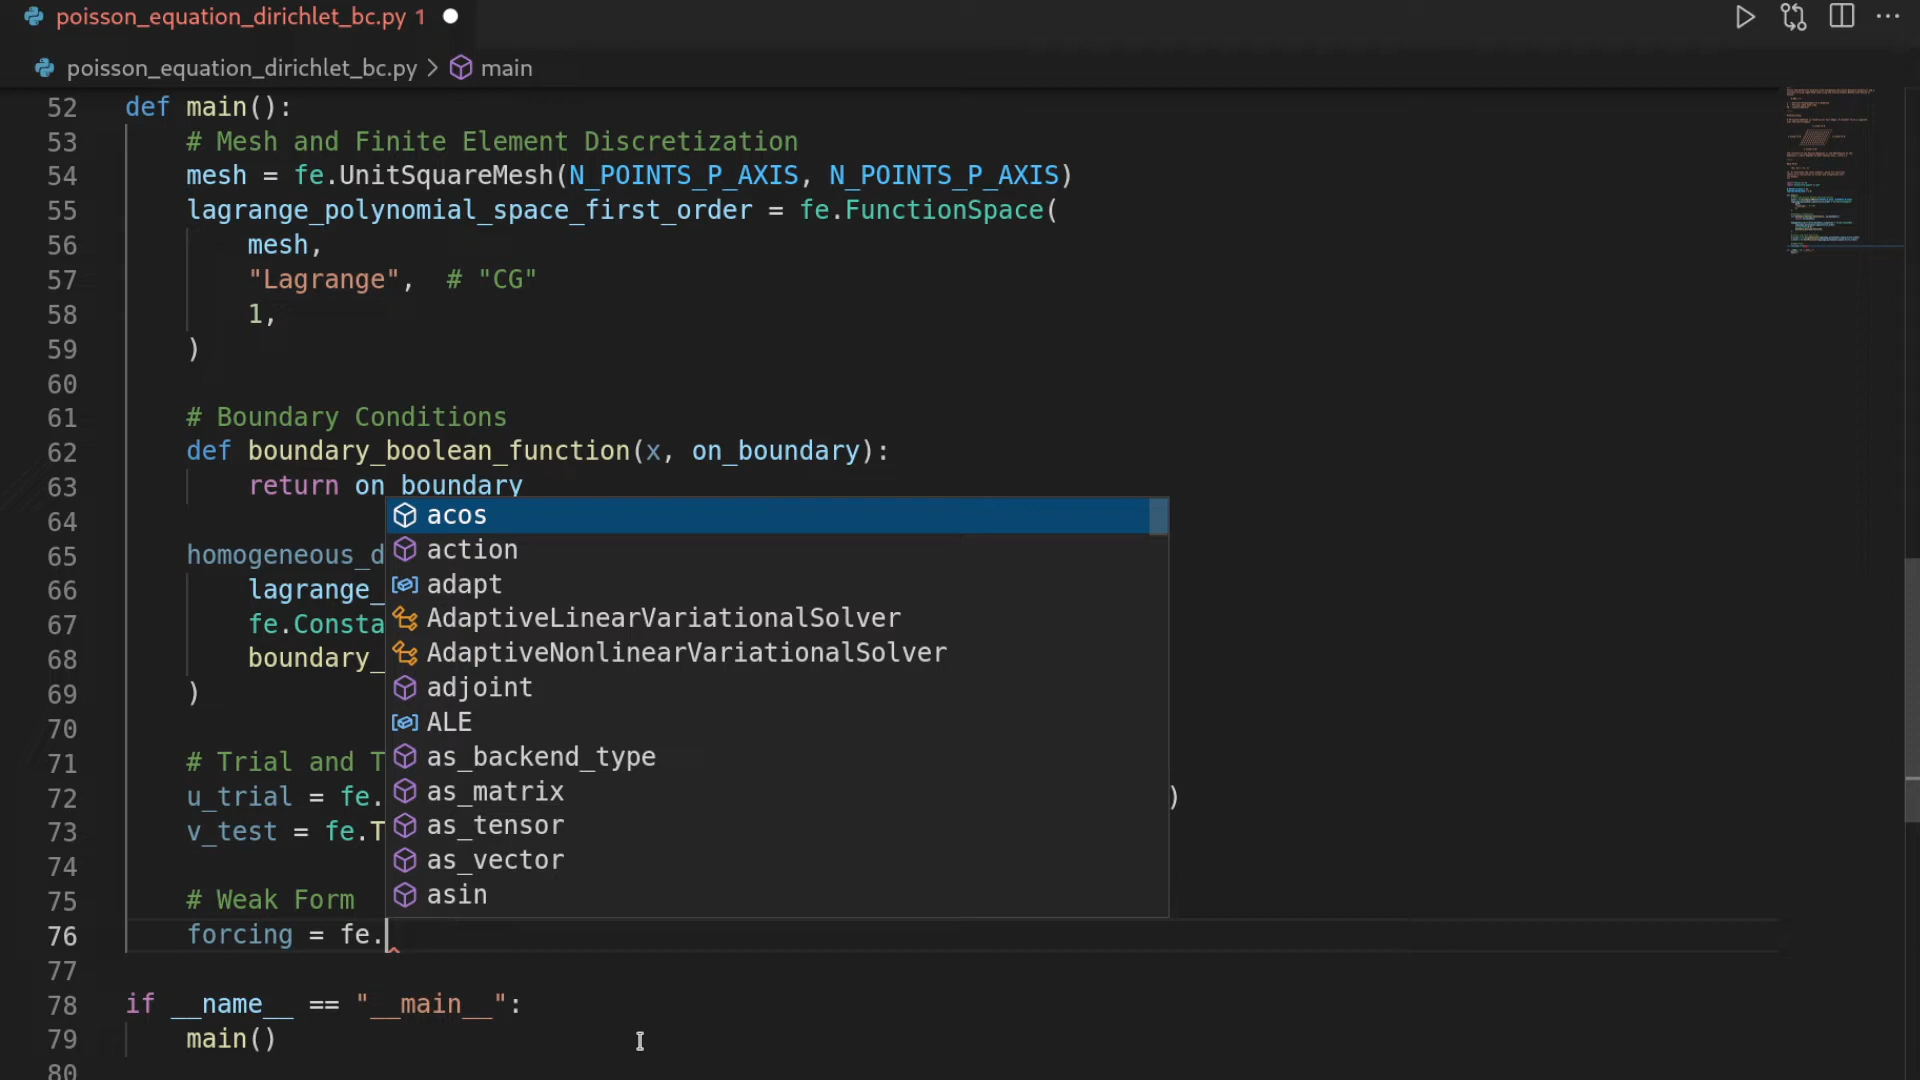 poisson_equation_dirichlet_bc.py 1
poisson_equation_dirichlet_bc.py > main
52 def main():
53 # Mesh and Finite Element Discretization
54 mesh = fe.UnitSquareMesh(N_POINTS_P_AXIS, N_POINTS_P_AXIS)
55 lagrange_polynomial_space_first_order = fe.FunctionSpace(
56 mesh,
57 "Lagrange", # "CG"
58 1,
59 )
60
61 # Boundary Conditions
62 def boundary_boolean_function(x, on_boundary):
63 return on_boundary
64
acos
65 homogeneous_d
action
66 lagrange_
adapt
67 fe.Consta
AdaptiveLinearVariationalSolver
68 boundary_
AdaptiveNonlinearVariationalSolver
69 )
adjoint
70
ALE
71 # Trial and T
as_backend_type
72 u_trial = fe.
as_matrix
)
73 v_test = fe.T
as_tensor
74
as_vector
75 # Weak Form
asin
76 forcing = fe.
77
78 if __name__ == "__main__":
79 main()
80